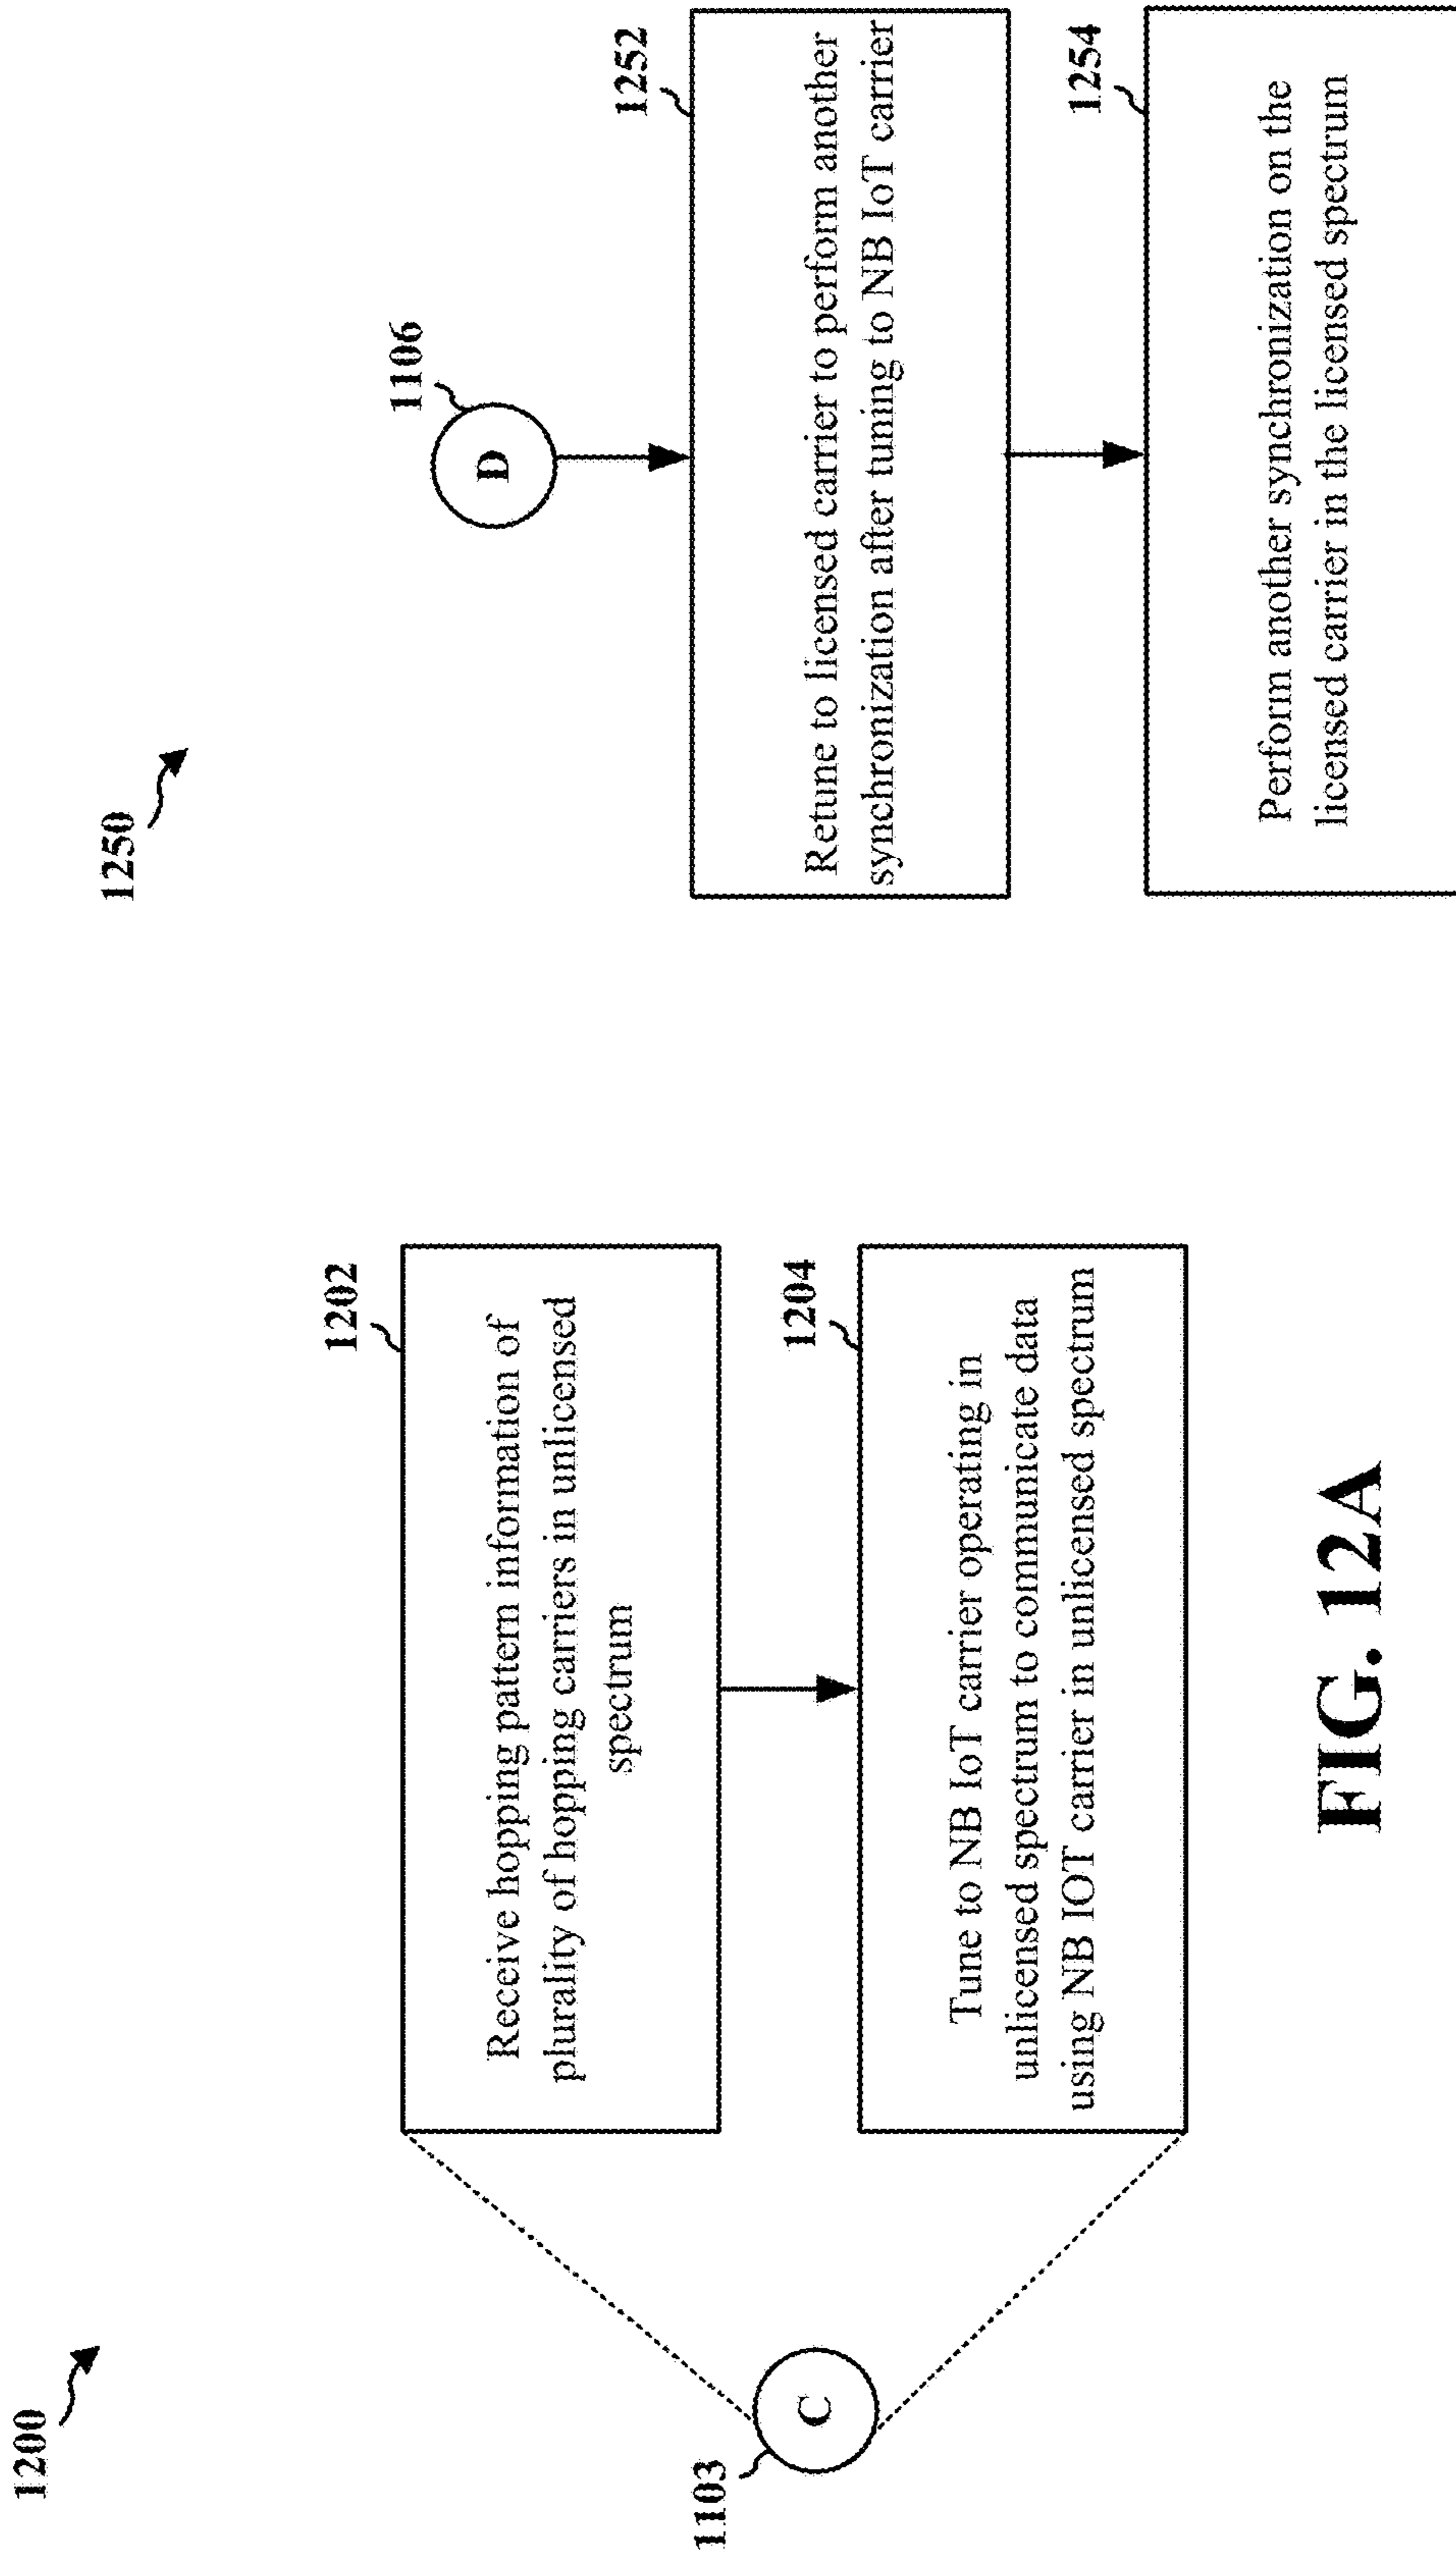 1200
1103
C
1202
Receive hopping pattern information of
plurality of hopping carriers in unlicensed
spectrum
1204
Tune to NB IoT carrier operating in
unlicensed spectrum to communicate data
using NB IOT carrier in unlicensed spectrum
FIG. 12A
1250
1106
D
1252
Retune to licensed carrier to perform another
synchronization after tuning to NB IoT carrier
1254
Perform another synchronization on the
licensed carrier in the licensed spectrum